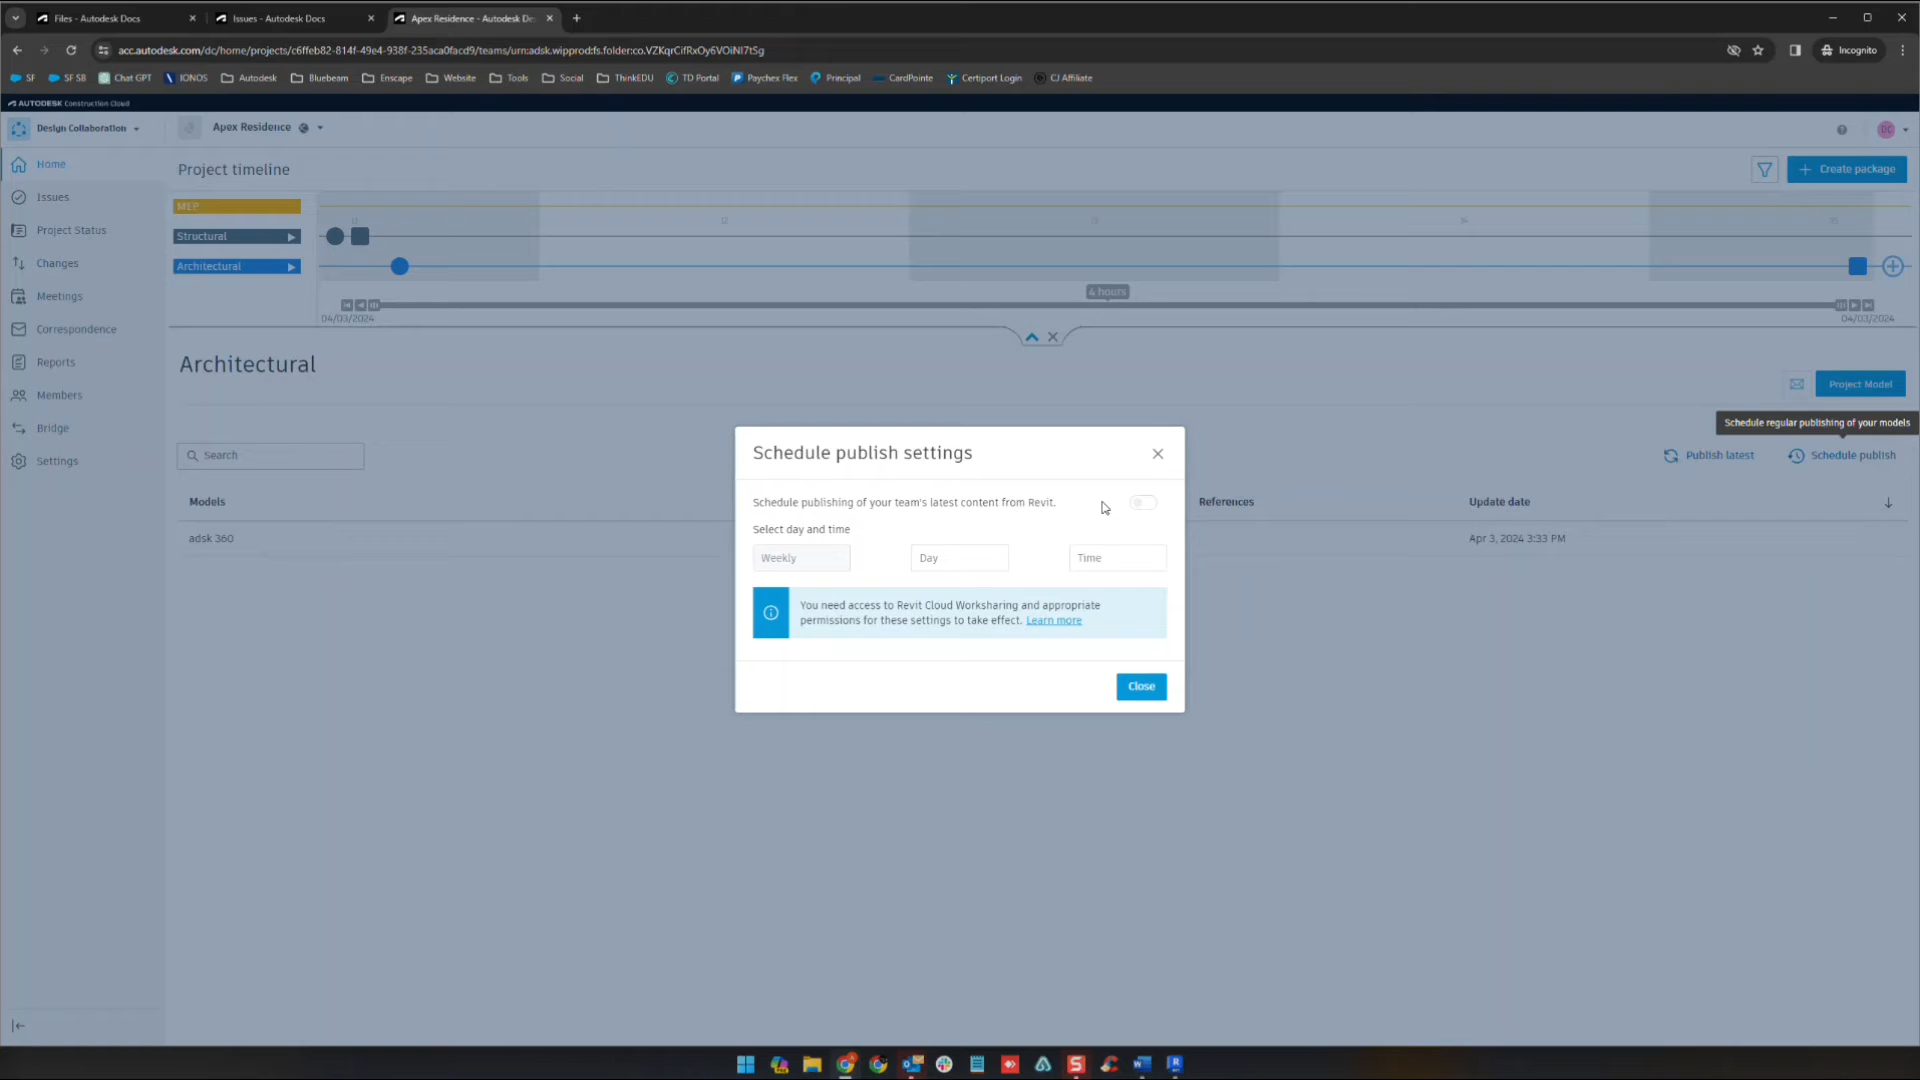 Files - Autodesk Docs
Issues - Autodesk Docs
Apex Residence - Autodesk De
acc.autodesk.com/dc/home/projects/c6ffeb82-814f-49e4-938f-235aca0facd9/teams/urn:adsk.wipprod:fs.folder:co.VZKqrCifRxOy6VOiNI7tSg
Incognito
SF
SF SB
Chat GPT
IONOS
Autodesk
Bluebeam
Enscape
Website
Tools
Social
ThinkEDU
TD Portal
Paychex Flex
Principal
CardPointe
Certiport Login
CJ Affiliate
AUTODESK Construction Cloud
Design Collaboration
Apex Residence
DC
Home
Issues
Project Status
Changes
Meetings
Correspondence
Reports
Members
Bridge
Settings
Project timeline
Create package
MEP
12
13
14
15
Structural
Architectural
4 hours
04/03/2024
04/03/2024
Architectural
Project Model
Schedule regular publishing of your models
Search
Publish latest
Schedule publish
Models
References
Update date
adsk 360
Apr 3, 2024 3:33 PM
Schedule publish settings
Schedule publishing of your team's latest content from Revit.
Select day and time
Weekly
Day
Time
You need access to Revit Cloud Worksharing and appropriate
permissions for these settings to take effect. Learn more
Close